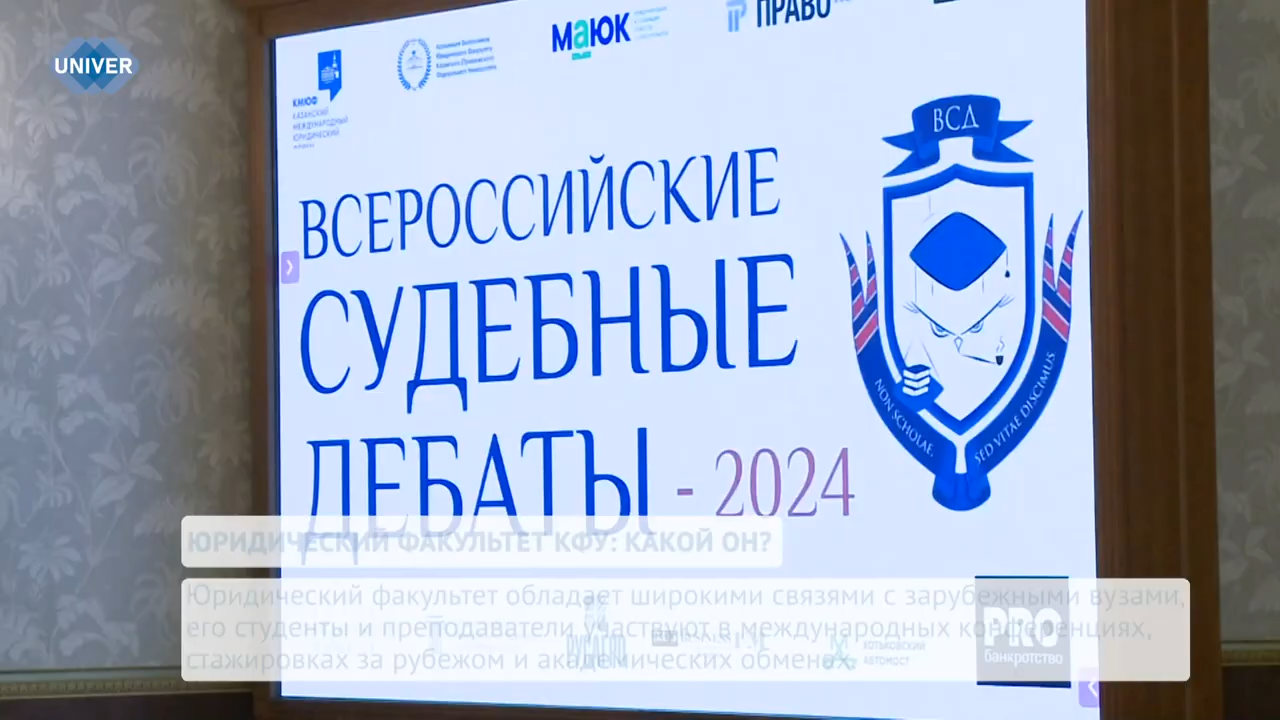 UNIVER
МаЮК
ПРАВО
КМЮФ
КАЗАНСКИЙ
МЕЖДУНАРОДНЫЙ
ЮРИДИЧЕСКИЙ
ВСД
ВСЕРОССИЙСКИЕ
СУДЕБНЫЕ
ДЕБАТЫ - 2024
NON SCHOLAE, SED VITAE DISCIMUS
ЮРИДИЧЕСКИЙ ФАКУЛЬТЕТ КФУ: КАКОЙ ОН?
Юридический факультет обладает широкими связями с зарубежными вузами,
его студенты и преподаватели участвуют в международных конференциях,
стажировках за рубежом и академических обменах.
PRO
банкротство
ХОТЬКОВСКИЙ
АВТОМОСТ